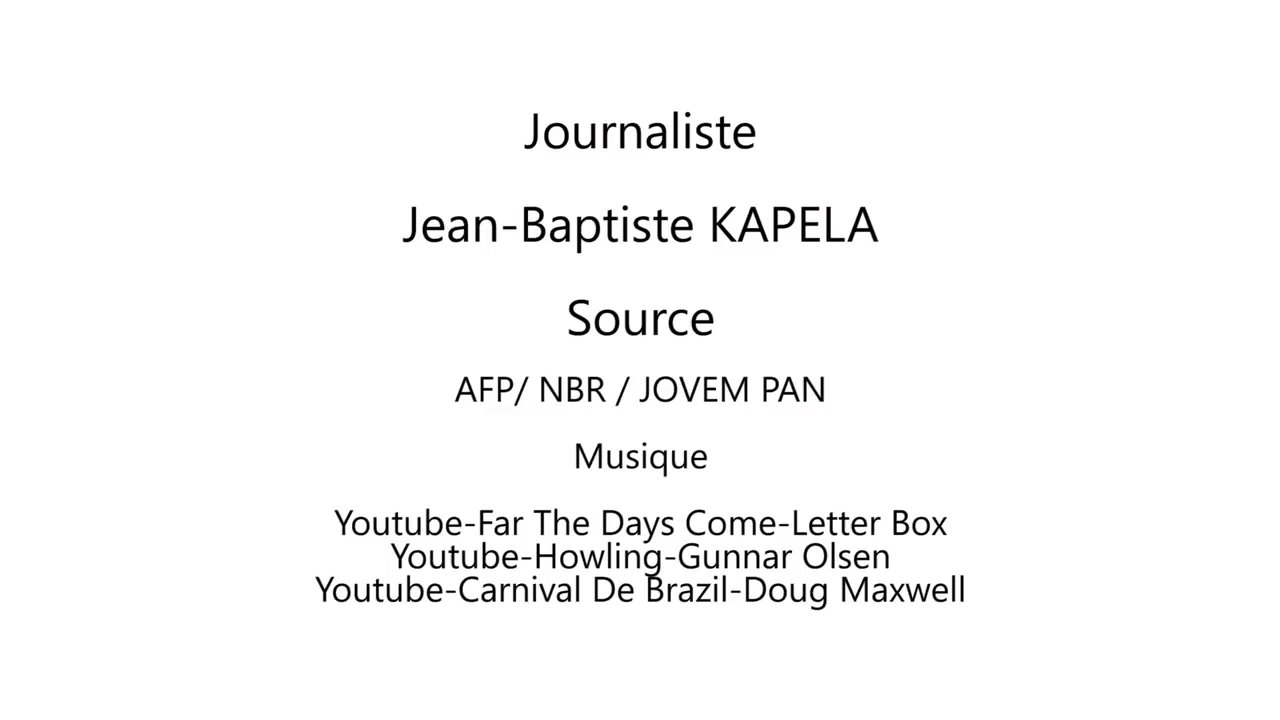 Journaliste
Jean-Baptiste KAPELA
Source
AFP/ NBR / JOVEM PAN
Musique
Youtube-Far The Days Come-Letter Box
Youtube-Howling-Gunnar Olsen
Youtube-Carnival De Brazil-Doug Maxwell